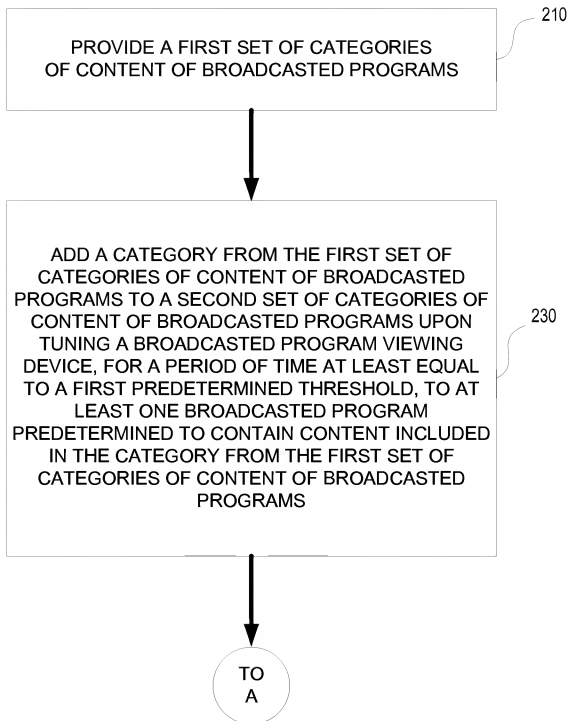 210
PROVIDE A FIRST SET OF CATEGORIES
OF CONTENT OF BROADCASTED PROGRAMS
ADD A CATEGORY FROM THE FIRST SET OF
CATEGORIES OF CONTENT OF BROADCASTED
PROGRAMS TO A SECOND SET OF CATEGORIES OF
CONTENT OF BROADCASTED PROGRAMS UPON
TUNING A BROADCASTED PROGRAM VIEWING
DEVICE, FOR A PERIOD OF TIME AT LEAST EQUAL
TO A FIRST PREDETERMINED THRESHOLD, TO AT
LEAST ONE BROADCASTED PROGRAM
PREDETERMINED TO CONTAIN CONTENT INCLUDED
IN THE CATEGORY FROM THE FIRST SET OF
CATEGORIES OF CONTENT OF BROADCASTED
PROGRAMS
230
TO
A